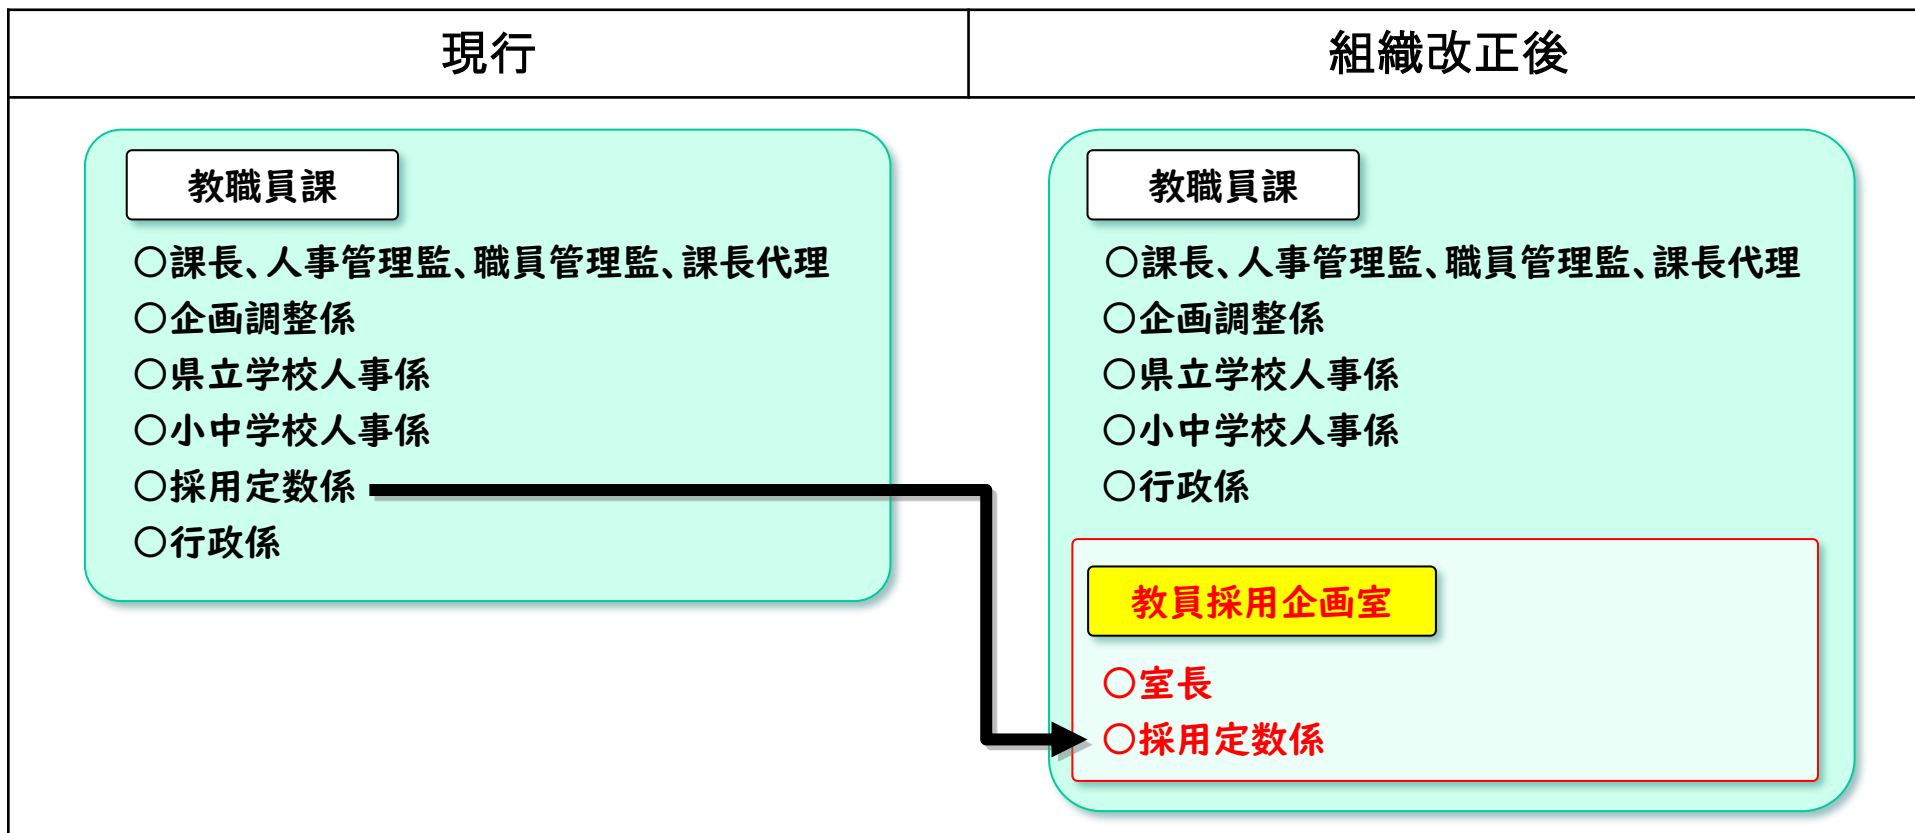 現行
組織改正後
教職員課
○課長、人事管理監、職員管理監、課長代理
○企画調整係
○県立学校人事係
○小中学校人事係
○採用定数係
○行政係
教職員課
○課長、人事管理監、職員管理監、課長代理
○企画調整係
○県立学校人事係
○小中学校人事係
○行政係
教員採用企画室
○室長
○採用定数係